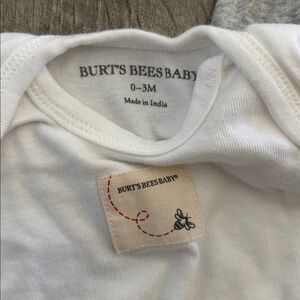 BURT'S BEES BABY
0-3M
Made in India
BURT'S BEES BABY®